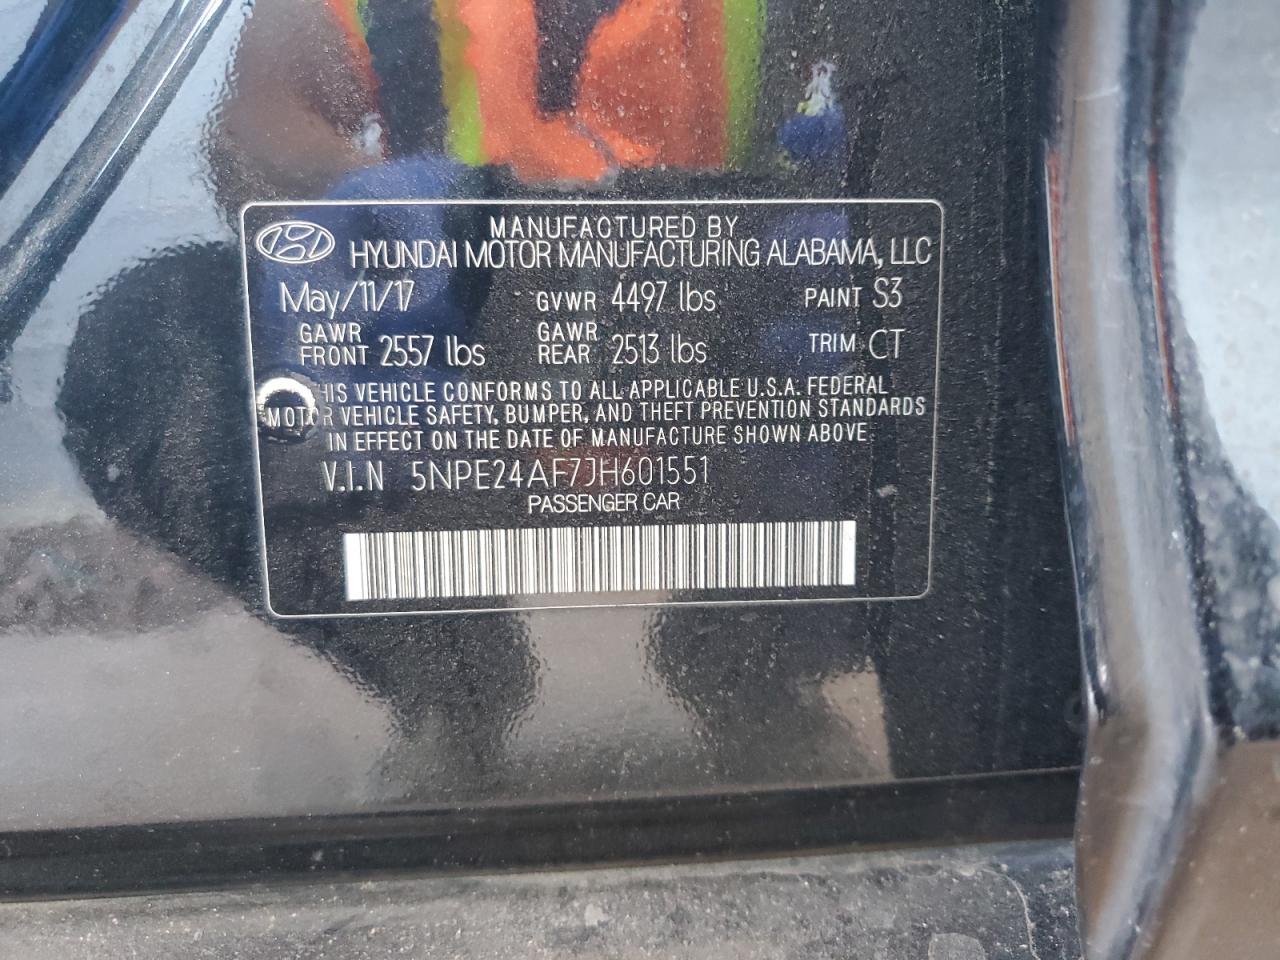 MANUFACTURED BY
HYUNDAI MOTOR MANUFACTURING ALABAMA, LLC
May/11/17 GVWR 4497 lbs PAINT S3
GAWR FRONT 2557 lbs GAWR REAR 2513 lbs TRIM CT
THIS VEHICLE CONFORMS TO ALL APPLICABLE U.S.A. FEDERAL
MOTOR VEHICLE SAFETY, BUMPER, AND THEFT PREVENTION STANDARDS
IN EFFECT ON THE DATE OF MANUFACTURE SHOWN ABOVE
V.I.N 5NPE24AF7JH601551
PASSENGER CAR